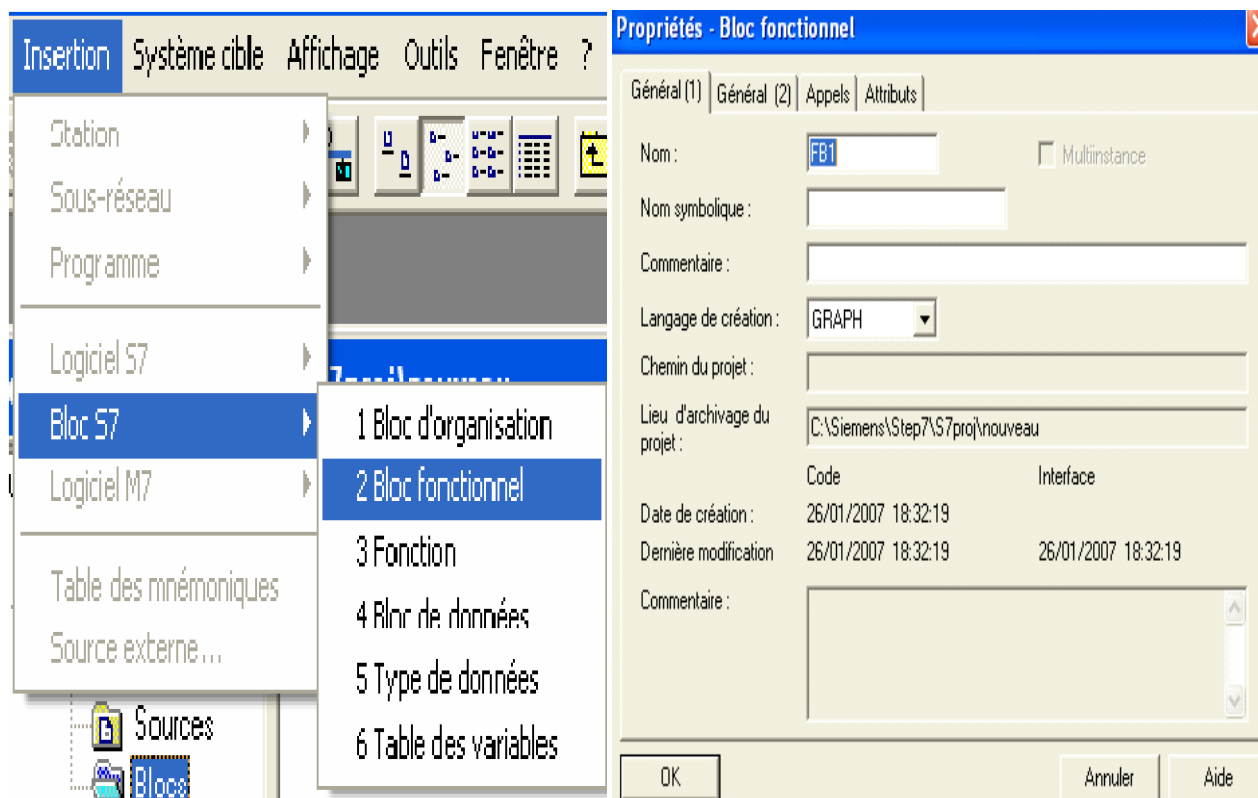 Insertion Système cible Affichage Outils Fenêtre ?
Station
Sous-réseau
Programme
Logiciel S7
Bloc S7
Logiciel M7
Table des mnémoniques
Source externe...
1 Bloc d'organisation
2 Bloc fonctionnel
3 Fonction
4 Bloc de données
5 Type de données
6 Table des variables
Sources
Blocs
Propriétés - Bloc fonctionnel
Général (1) Général (2) Appels Attributs
Nom : FB1 Multiinstance
Nom symbolique :
Commentaire :
Langage de création : GRAPH
Chemin du projet :
Lieu d'archivage du
projet : C:\Siemens\Step7\S7proj\nouveau
Code Interface
Date de création : 26/01/2007 18:32:19
Dernière modification 26/01/2007 18:32:19 26/01/2007 18:32:19
Commentaire :
OK Annuler Aide